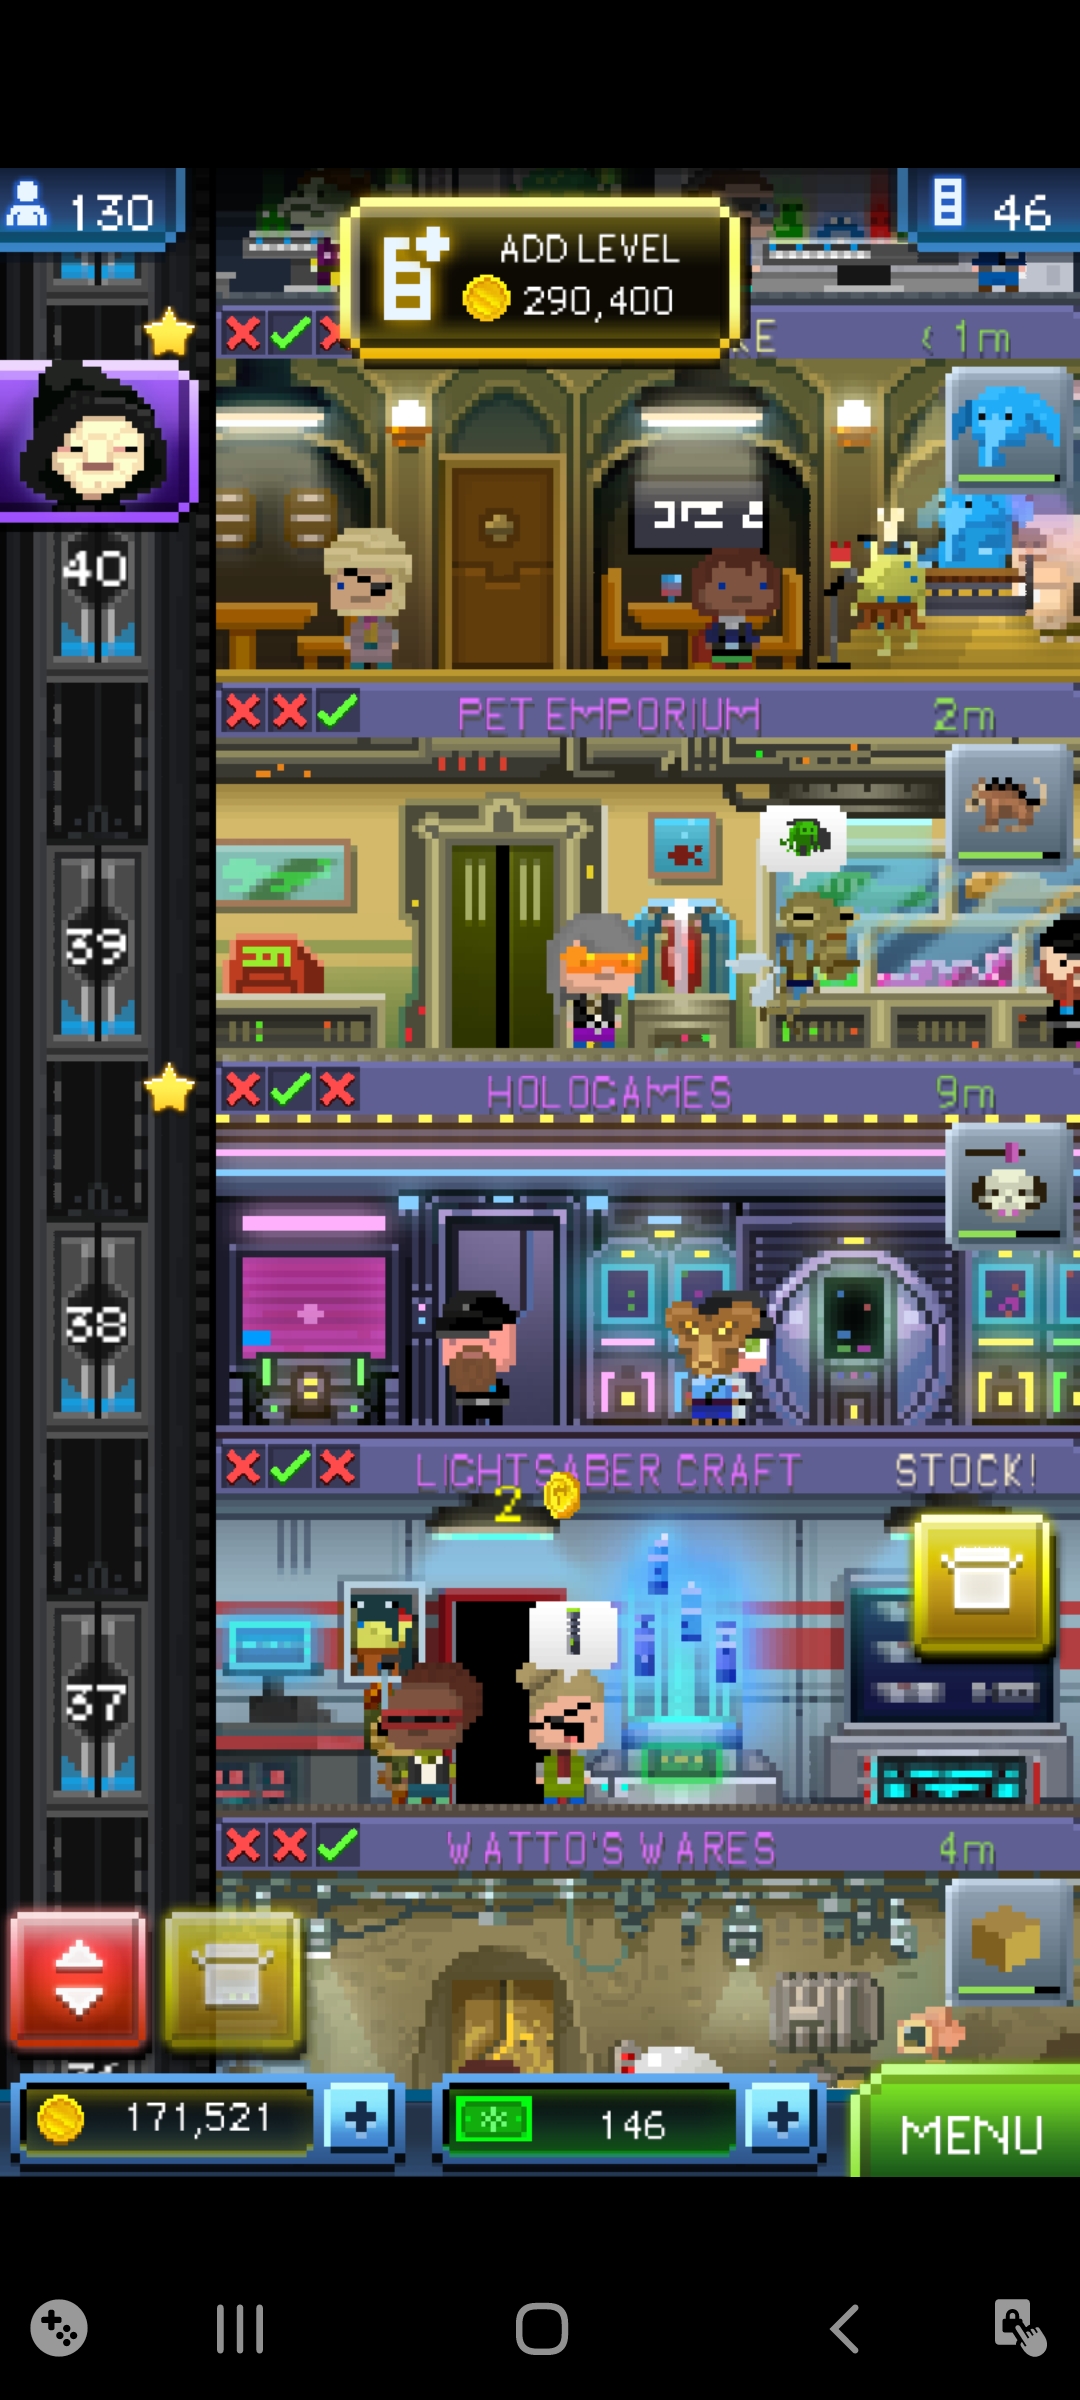 130
46
ADD LEVEL
290,400
KE
< 1m
40
PET EMPORIUM
2m
39
HOLOGAMES
9m
38
LIGHTSABER CRAFT
STOCK!
2
37
WATTO'S WARES
4m
171,521
146
MENU